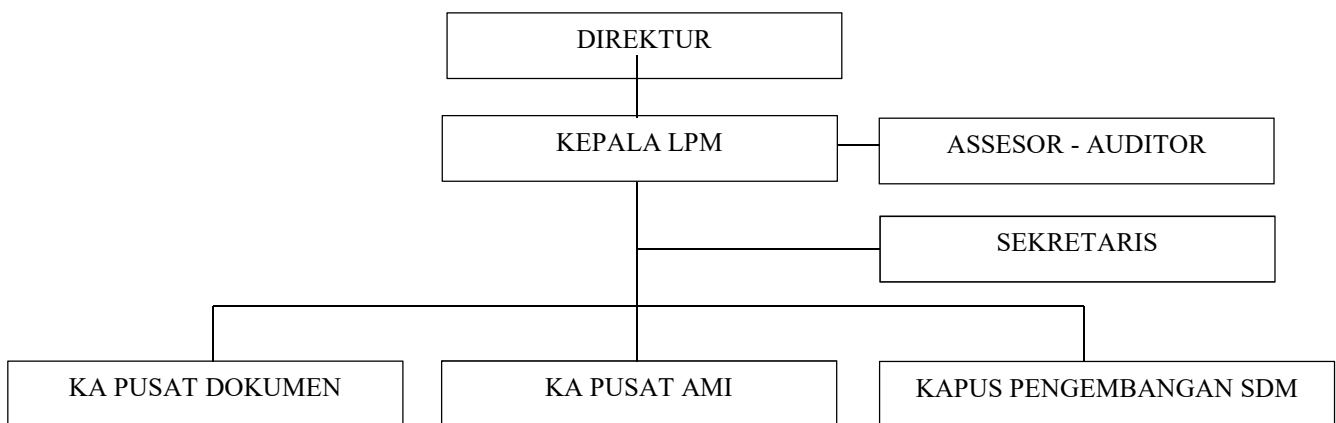 DIREKTUR
KEPALA LPM
ASSESOR - AUDITOR
SEKRETARIS
KA PUSAT DOKUMEN
KA PUSAT AMI
KAPUS PENGEMBANGAN SDM